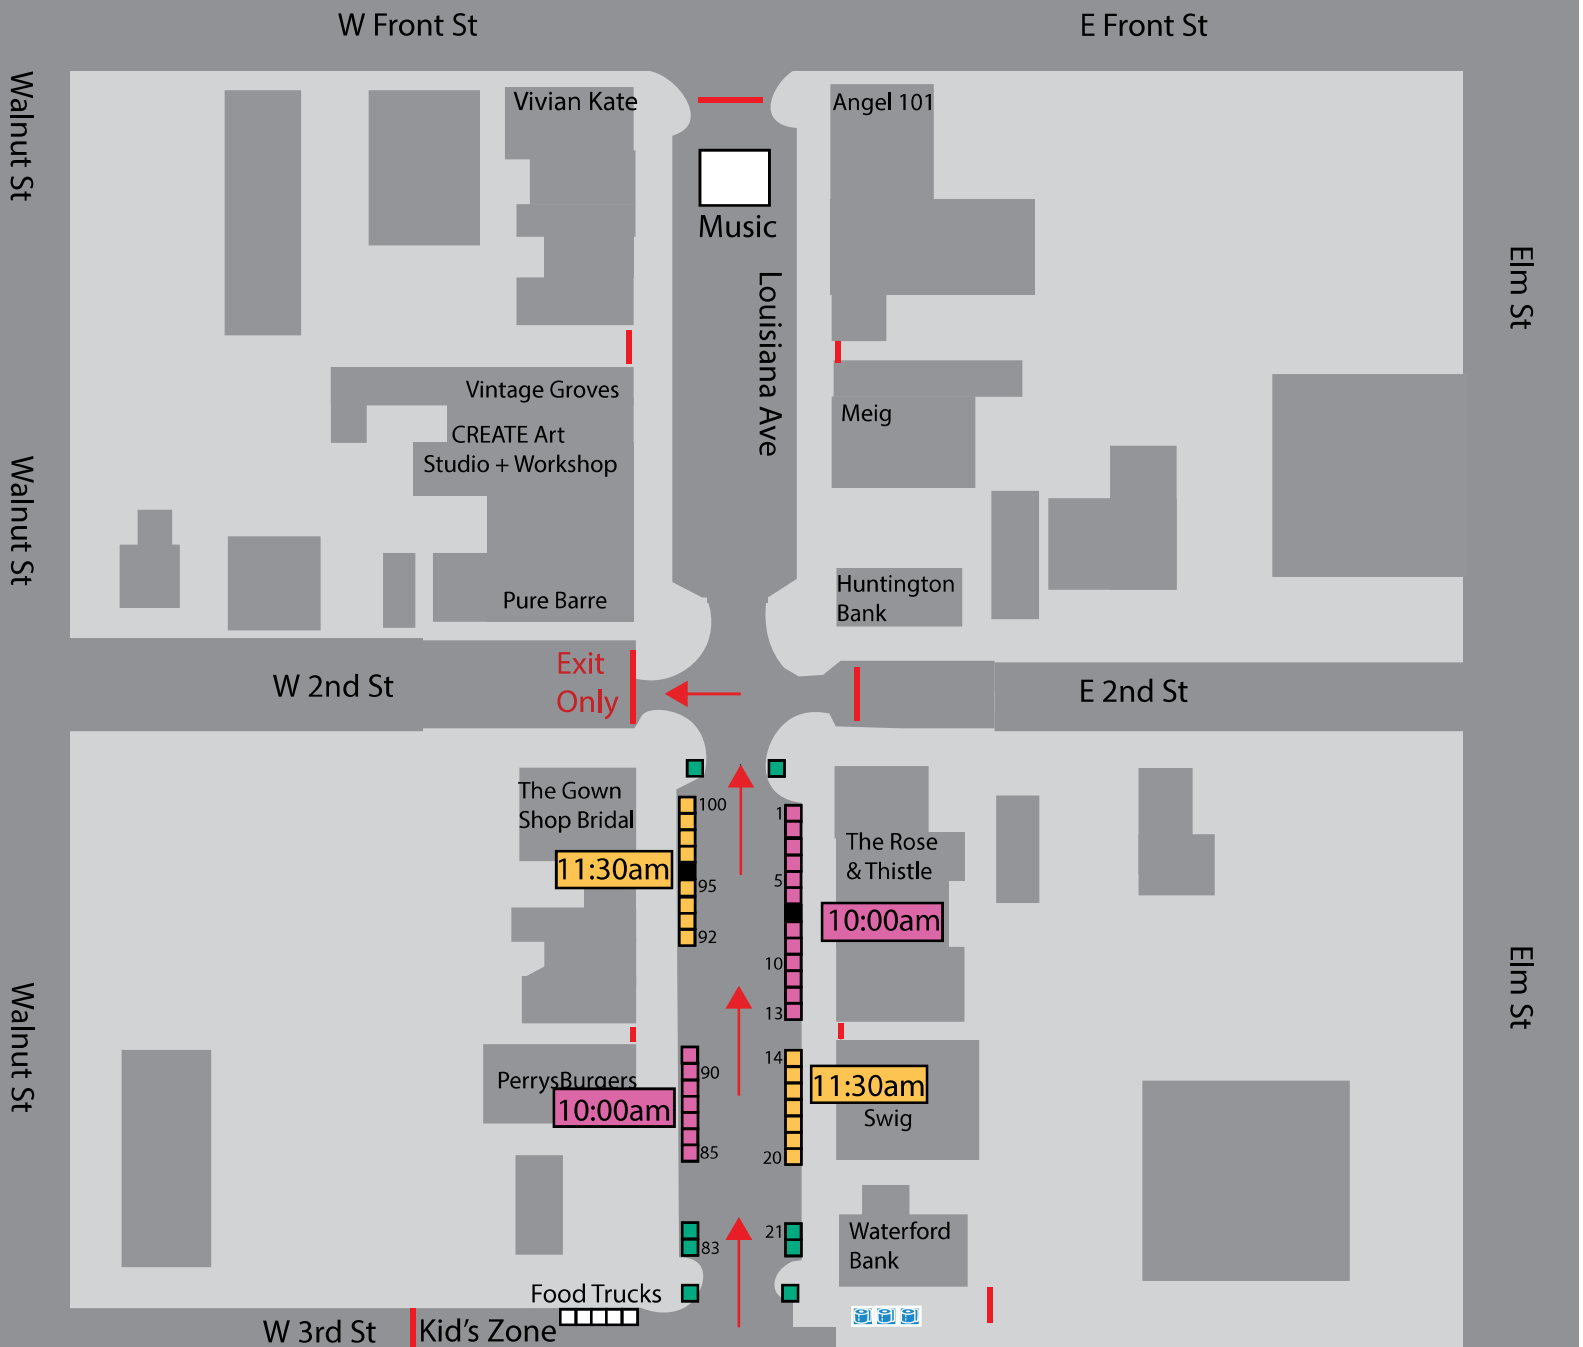 W Front St
E Front St
Walnut St
Vivian Kate
Angel 101
Music
Louisiana Ave
Elm St
Vintage Groves
Meig
CREATE Art
Studio + Workshop
Walnut St
Pure Barre
Huntington
Bank
Exit
Only
W 2nd St
E 2nd St
The Gown
Shop Bridal
100
1
The Rose
& Thistle
11:30am
95
5
10:00am
92
10
13
Elm St
Walnut St
PerrysBurgers
90
14
11:30am
10:00am
Swig
85
20
83
21
Waterford
Bank
Food Trucks
W 3rd St
Kid's Zone